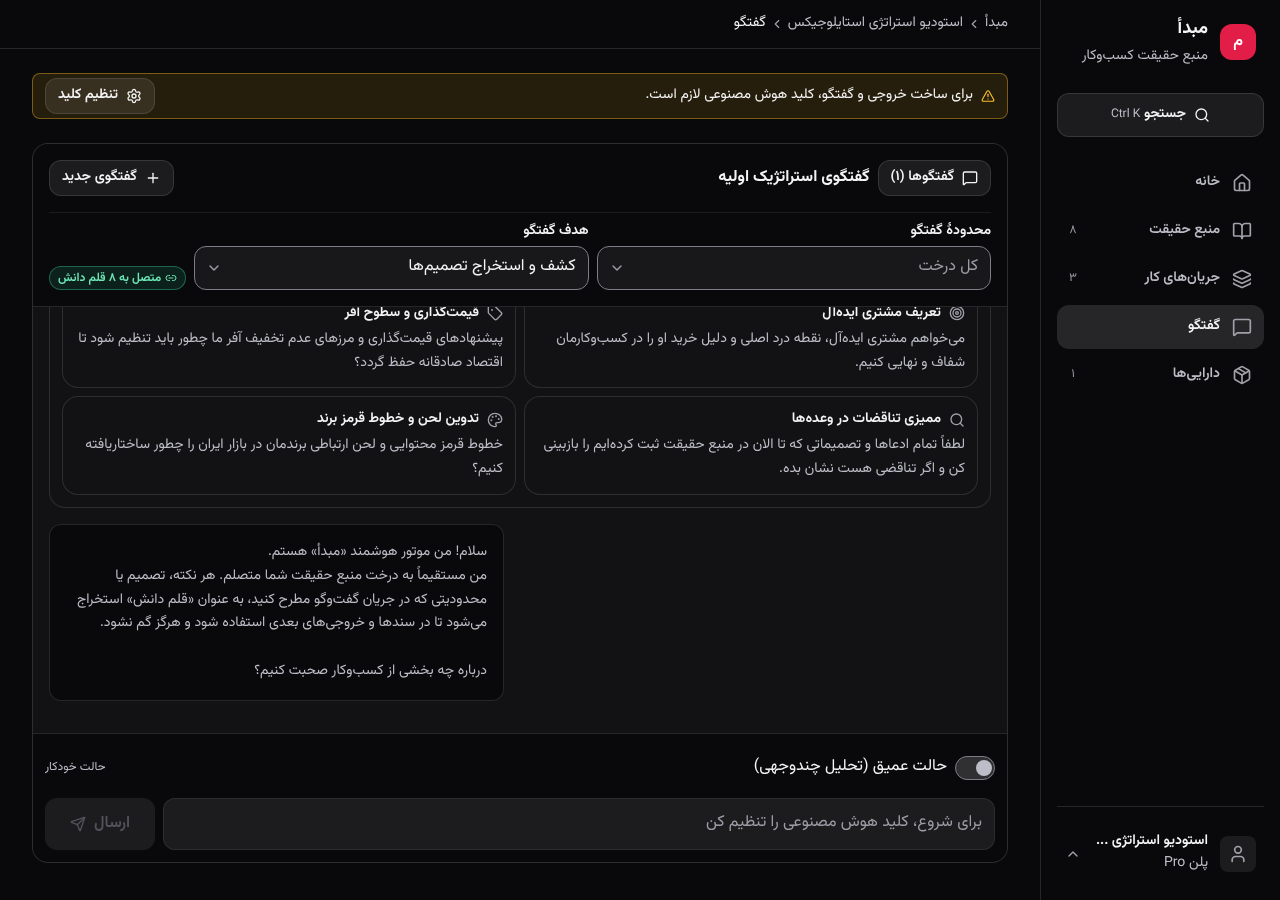 مبدأ
منبع حقیقت کسب‌وکار
م
جستجو Ctrl K
خانه
منبع حقیقت ۸
جریان‌های کار ۳
گفتگو
دارایی‌ها ۱
استودیو استراتژی ...
پلن Pro
مبدأ › استودیو استراتژی استایلوجیکس › گفتگو
برای ساخت خروجی و گفتگو، کلید هوش مصنوعی لازم است.
تنظیم کلید
گفتگوها (۱)
گفتگوی استراتژیک اولیه
گفتگوی جدید
محدودهٔ گفتگو
کل درخت
هدف گفتگو
کشف و استخراج تصمیم‌ها
متصل به ۸ قلم دانش
تعریف مشتری ایده‌آل
می‌خواهم مشتری ایده‌آل، نقطه درد اصلی و دلیل خرید او را در کسب‌وکارمان
شفاف و نهایی کنیم.
قیمت‌گذاری و سطوح آفر
پیشنهادهای قیمت‌گذاری و مرزهای عدم تخفیف آفر ما چطور باید تنظیم شود تا
اقتصاد صادقانه حفظ گردد؟
ممیزی تناقضات در وعده‌ها
لطفاً تمام ادعاها و تصمیماتی که تا الان در منبع حقیقت ثبت کرده‌ایم را بازبینی
کن و اگر تناقضی هست نشان بده.
تدوین لحن و خطوط قرمز برند
خطوط قرمز محتوایی و لحن ارتباطی برندمان در بازار ایران را چطور ساختاریافته
کنیم؟
سلام! من موتور هوشمند «مبدأ» هستم.
من مستقیماً به درخت منبع حقیقت شما متصلم. هر نکته، تصمیم یا
محدودیتی که در جریان گفت‌وگو مطرح کنید، به عنوان «قلم دانش» استخراج
می‌شود تا در سندها و خروجی‌های بعدی استفاده شود و هرگز گم نشود.
درباره چه بخشی از کسب‌وکار صحبت کنیم؟
حالت عمیق (تحلیل چندوجهی)
حالت خودکار
برای شروع، کلید هوش مصنوعی را تنظیم کن
ارسال